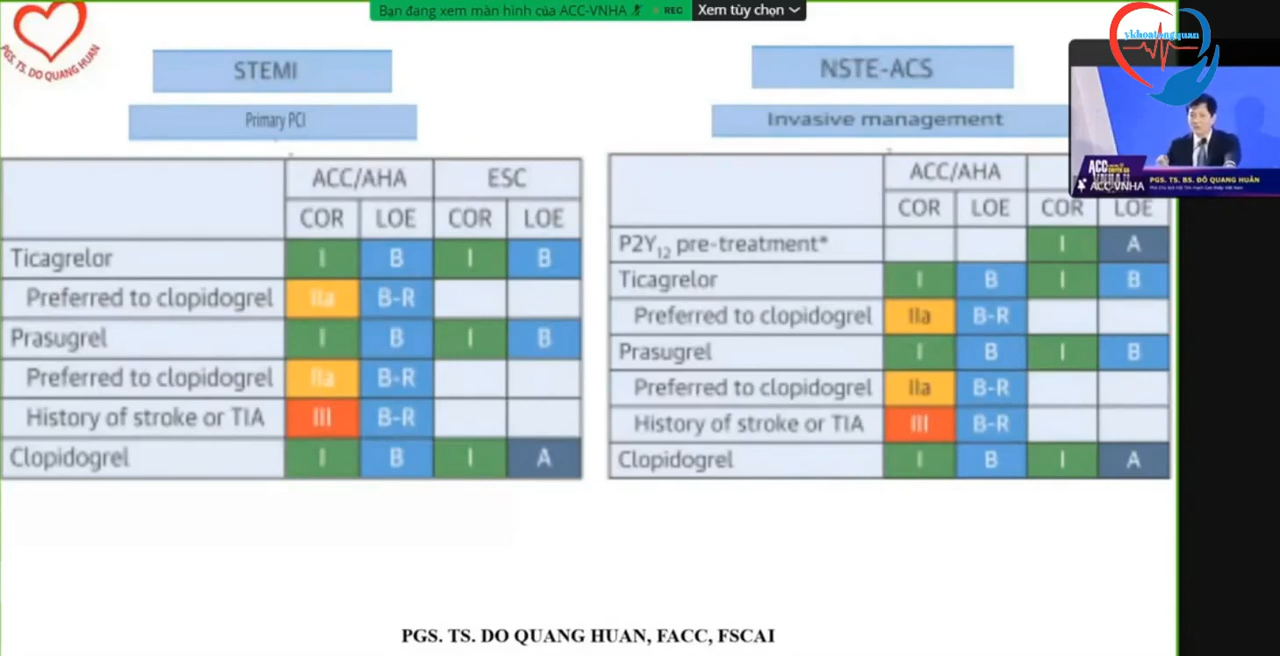 Bạn đang xem màn hình của ACC-VNHA REC Xem tùy chọn
PGS. TS. DO QUANG HUAN
ykhoatongquan
STEMI
Primary PCI
ACC/AHA ESC
COR LOE COR LOE
Ticagrelor I B I B
Preferred to clopidogrel IIa B-R
Prasugrel I B I B
Preferred to clopidogrel IIa B-R
History of stroke or TIA III B-R
Clopidogrel I B I A
NSTE-ACS
Invasive management
ACC/AHA
COR LOE COR LOE
P2Y12 pre-treatment* I A
Ticagrelor I B I B
Preferred to clopidogrel IIa B-R
Prasugrel I B I B
Preferred to clopidogrel IIa B-R
History of stroke or TIA III B-R
Clopidogrel I B I A
ACC
ACC-VNHA
PGS. TS. BS. ĐỖ QUANG HUÂN
PGS. TS. DO QUANG HUAN, FACC, FSCAI